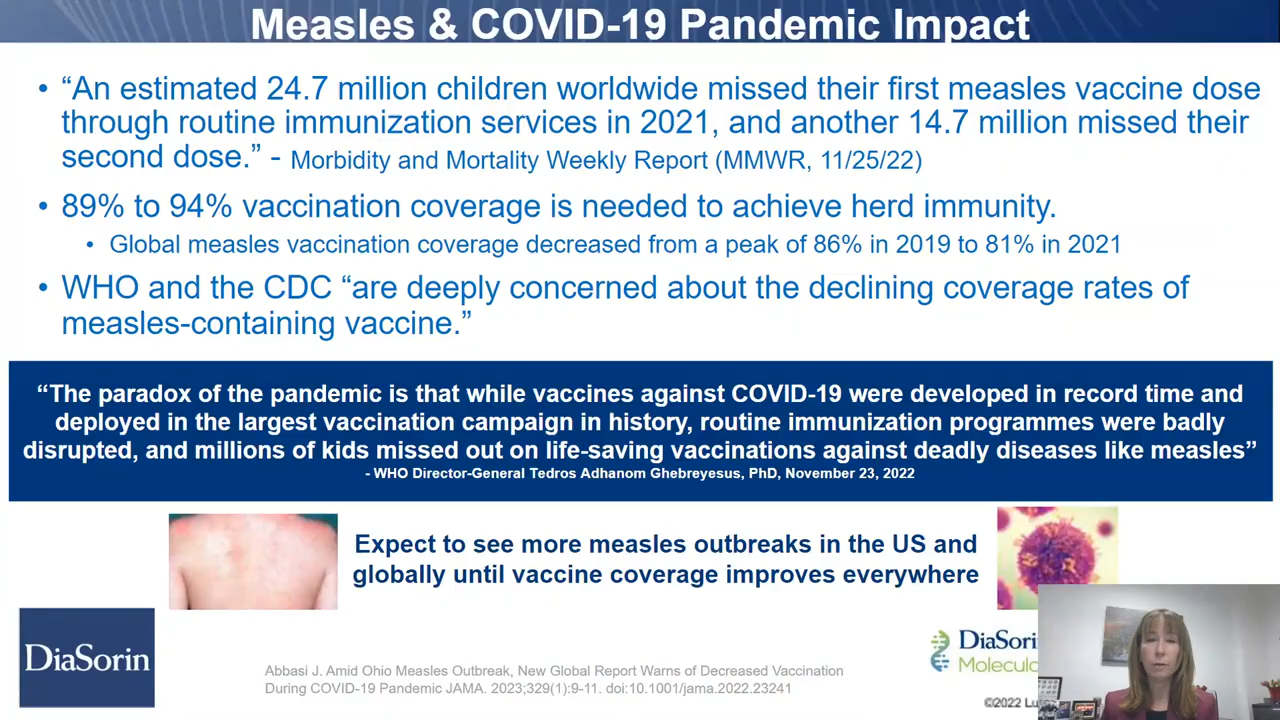 Measles & COVID-19 Pandemic Impact
• “An estimated 24.7 million children worldwide missed their first measles vaccine dose
through routine immunization services in 2021, and another 14.7 million missed their
second dose.” - Morbidity and Mortality Weekly Report (MMWR, 11/25/22)
• 89% to 94% vaccination coverage is needed to achieve herd immunity.
• Global measles vaccination coverage decreased from a peak of 86% in 2019 to 81% in 2021
• WHO and the CDC “are deeply concerned about the declining coverage rates of
measles-containing vaccine.”
“The paradox of the pandemic is that while vaccines against COVID-19 were developed in record time and
deployed in the largest vaccination campaign in history, routine immunization programmes were badly
disrupted, and millions of kids missed out on life-saving vaccinations against deadly diseases like measles”
- WHO Director-General Tedros Adhanom Ghebreyesus, PhD, November 23, 2022
Expect to see more measles outbreaks in the US and
globally until vaccine coverage improves everywhere
DiaSorin
Abbasi J. Amid Ohio Measles Outbreak, New Global Report Warns of Decreased Vaccination
During COVID-19 Pandemic JAMA. 2023;329(1):9-11. doi:10.1001/jama.2022.23241
©2022